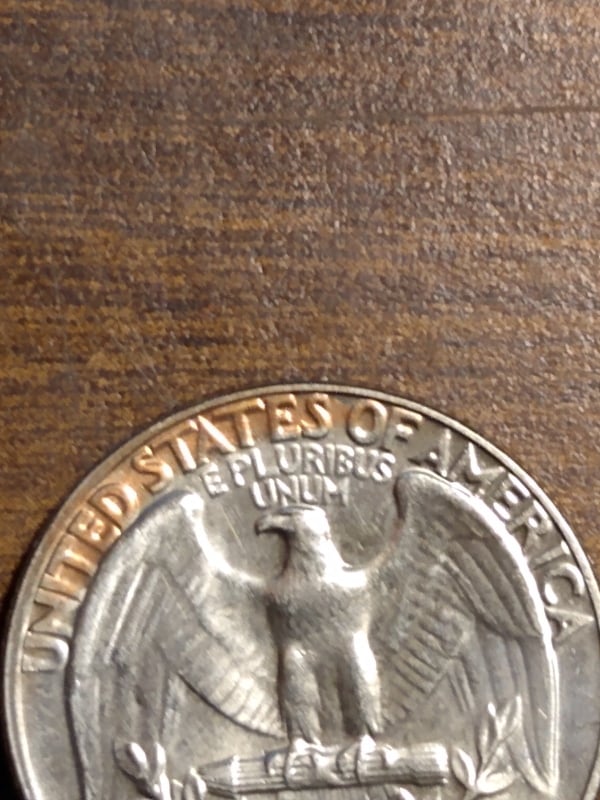 UNITED STATES OF AMERICA
E PLURIBUS
UNUM